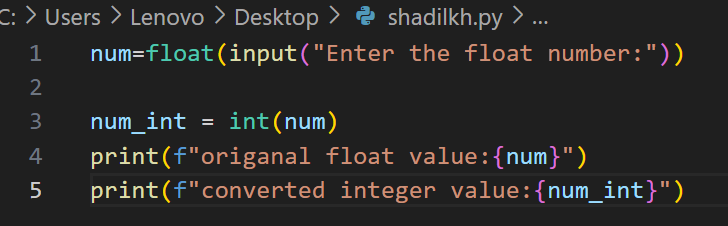 C: > Users > Lenovo > Desktop > shadilkh.py > ...
1 num=float(input("Enter the float number:"))
2
3 num_int = int(num)
4 print(f"origanal float value:{num}")
5 print(f"converted integer value:{num_int}")